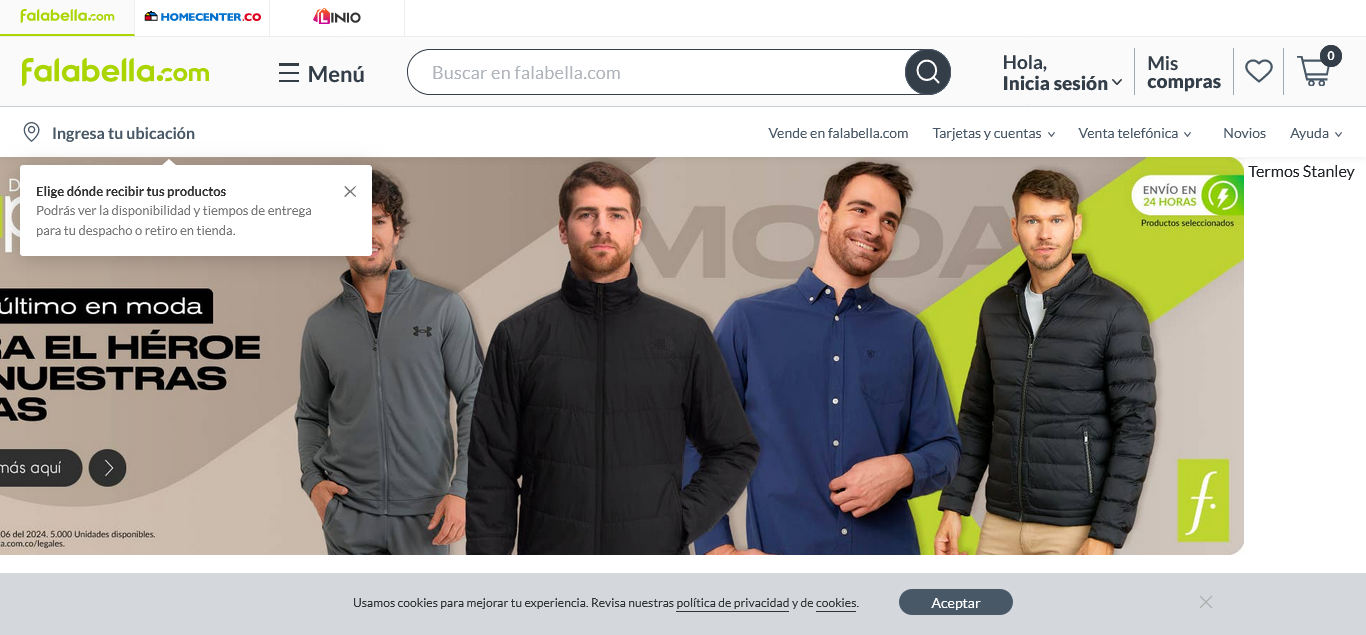 falabella.com
HOMECENTER.CO
LINIO
falabella.com
Menú
Buscar en falabella.com
Hola,
Inicia sesión
Mis
compras
0
Ingresa tu ubicación
Vende en falabella.com
Tarjetas y cuentas
Venta telefónica
Novios
Ayuda
Elige dónde recibir tus productos
Podrás ver la disponibilidad y tiempos de entrega
para tu despacho o retiro en tienda.
MODA
ENVÍO EN
24 HORAS
Productos seleccionados
Termos Stanley
último en moda
RA EL HÉROE
NUESTRAS
AS
más aquí
06 del 2024. 5.000 Unidades disponibles.
a.com.co/legales.
f.
Usamos cookies para mejorar tu experiencia. Revisa nuestras política de privacidad y de cookies.
Aceptar